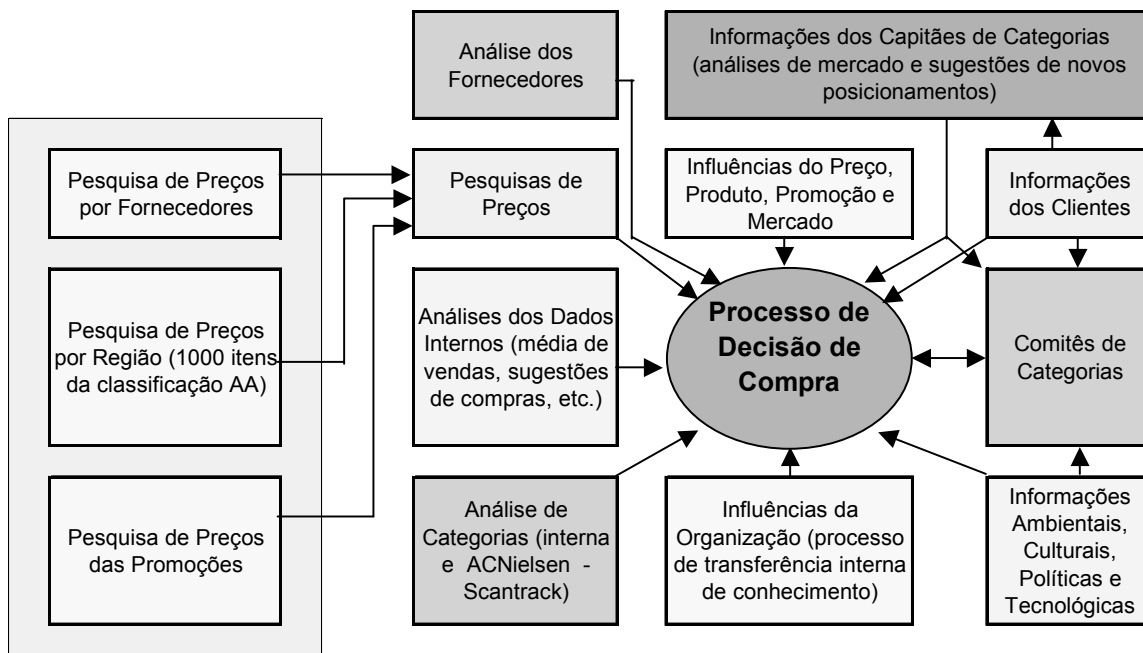 Análise dos
Fornecedores
Informações dos Capitães de Categorias
(análises de mercado e sugestões de novos
posicionamentos)
Pesquisa de Preços
por Fornecedores
Pesquisas de
Preços
Influências do Preço,
Produto, Promoção e
Mercado
Informações
dos Clientes
Pesquisa de Preços
por Região (1000 itens
da classificação AA)
Análises dos Dados
Internos (média de
vendas, sugestões
de compras, etc.)
Processo de
Decisão de
Compra
Comitês de
Categorias
Pesquisa de Preços
das Promoções
Análise de
Categorias (interna
e ACNielsen -
Scantrack)
Influências da
Organização (processo
de transferência interna
de conhecimento)
Informações
Ambientais,
Culturais,
Políticas e
Tecnológicas